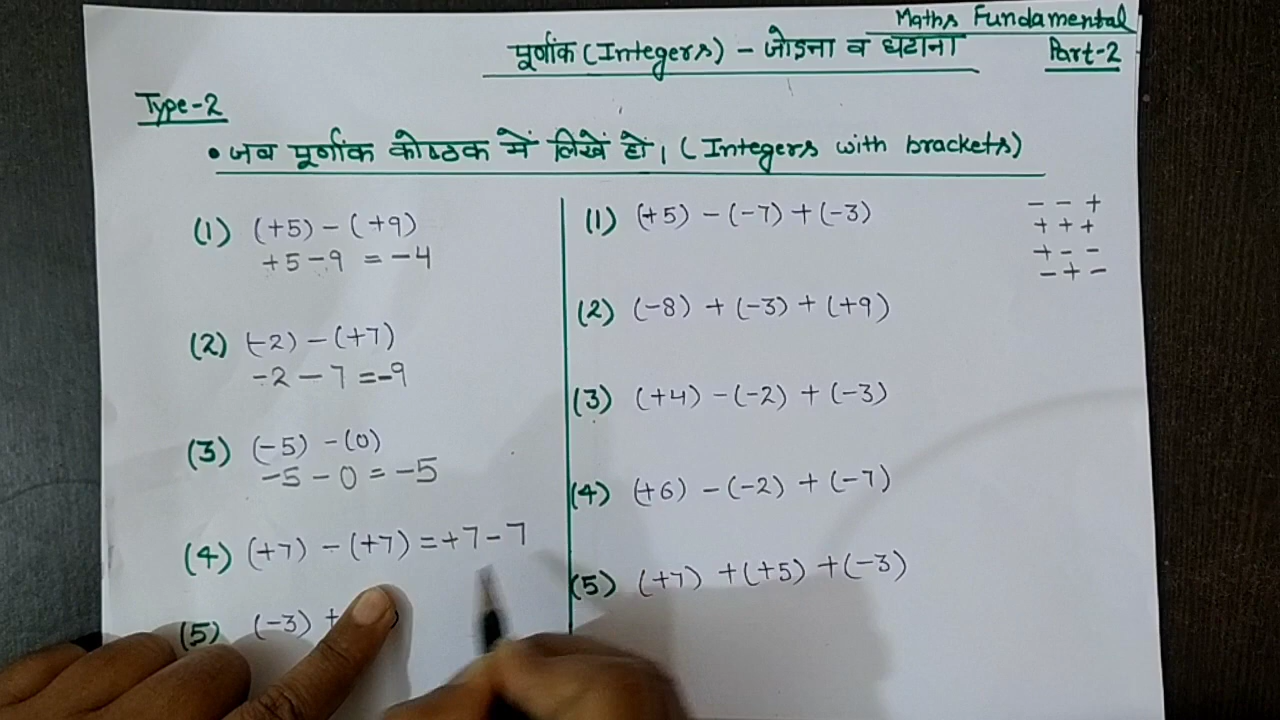 Maths Fundamental
Part-2
पूर्णांक (Integers) – जोड़ना व घटाना
Type-2
• जब पूर्णांक कोष्ठक में लिखें हों। (Integers with brackets)
(1) (+5) – (+9)
+5 – 9 = –4
(2) (–2) – (+7)
–2 – 7 = –9
(3) (–5) – (0)
–5 – 0 = –5
(4) (+7) – (+7) = +7 – 7
(5) (–3) +
(1) (+5) – (–7) + (–3)
(2) (–8) + (–3) + (+9)
(3) (+4) – (–2) + (–3)
(4) (+6) – (–2) + (–7)
(5) (+7) + (+5) + (–3)
– – +
+ + +
+ – –
– + –